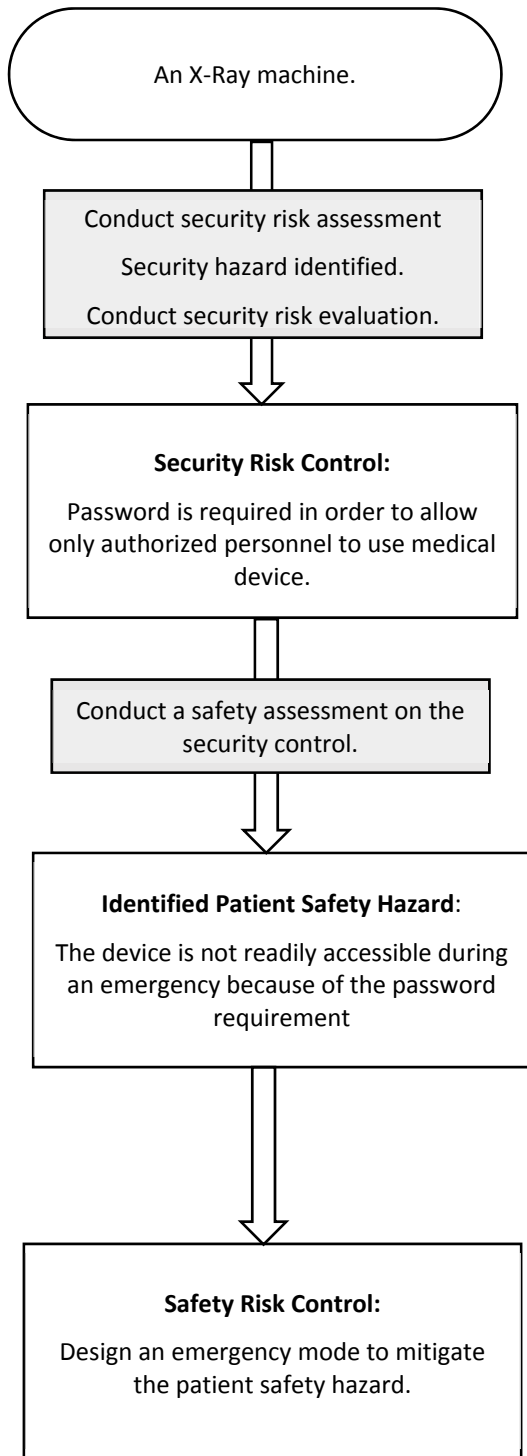 An X-Ray machine.
Conduct security risk assessment
Security hazard identified.
Conduct security risk evaluation.
Security Risk Control:
Password is required in order to allow
only authorized personnel to use medical
device.
Conduct a safety assessment on the
security control.
Identified Patient Safety Hazard:
The device is not readily accessible during
an emergency because of the password
requirement
Safety Risk Control:
Design an emergency mode to mitigate
the patient safety hazard.